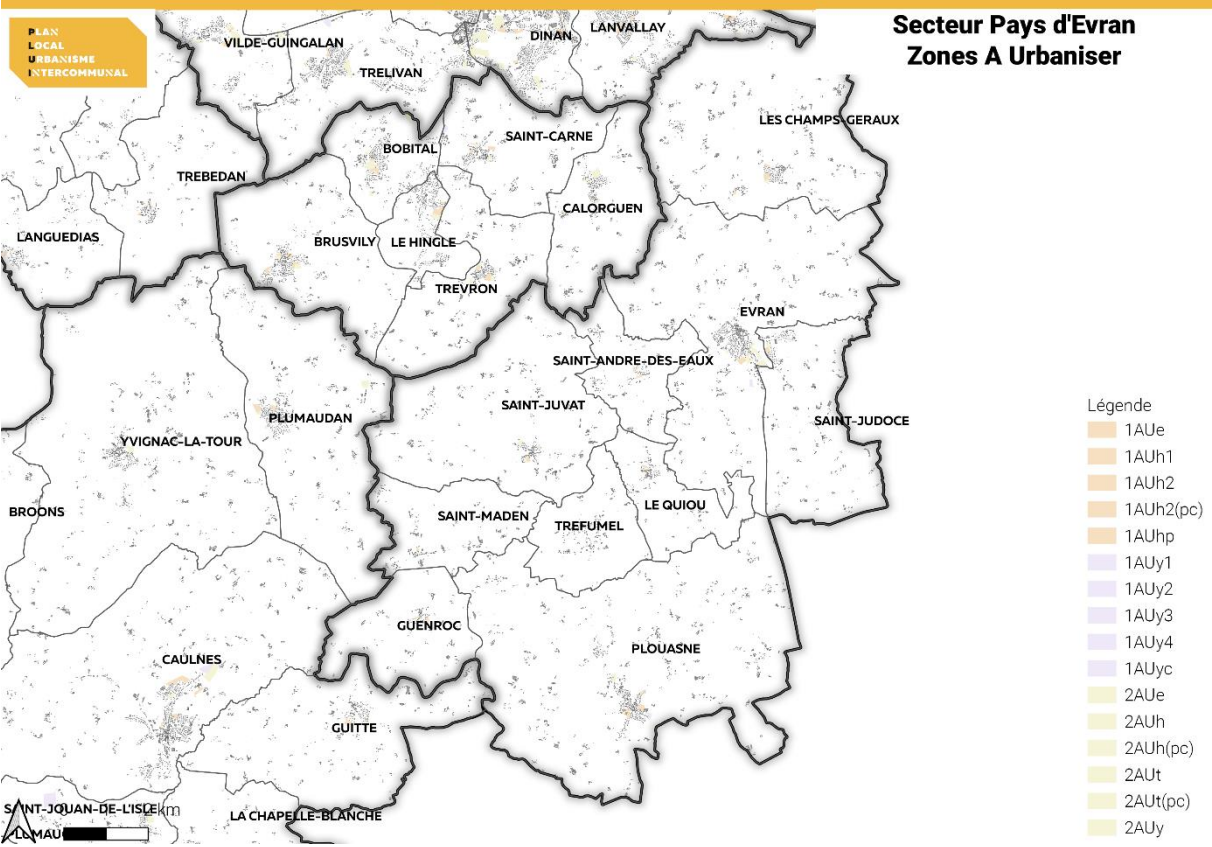 PLAN
LOCAL
URBANISME
INTERCOMMUNAL
Secteur Pays d'Evran
Zones A Urbaniser
VILDE-GUINGALAN
DINAN
LANVALLAY
TRELIVAN
LES CHAMPS-GERAUX
SAINT-CARNE
BOBITAL
TREBEDAN
CALORGUEN
LANGUEDIAS
BRUSVILY
LE HINGLE
TREVRON
EVRAN
SAINT-ANDRE-DES-EAUX
SAINT-JUVAT
PLUMAUDAN
SAINT-JUDOCE
YVIGNAC-LA-TOUR
BROONS
LE QUIOU
SAINT-MADEN
TREFUMEL
GUENROC
PLOUASNE
CAULNES
GUITTE
SAINT-JOUAN-DE-L'ISLE
km
LA CHAPELLE-BLANCHE
Légende
1AUe
1AUh1
1AUh2
1AUh2(pc)
1AUhp
1AUy1
1AUy2
1AUy3
1AUy4
1AUyc
2AUe
2AUh
2AUh(pc)
2AUt
2AUt(pc)
2AUy